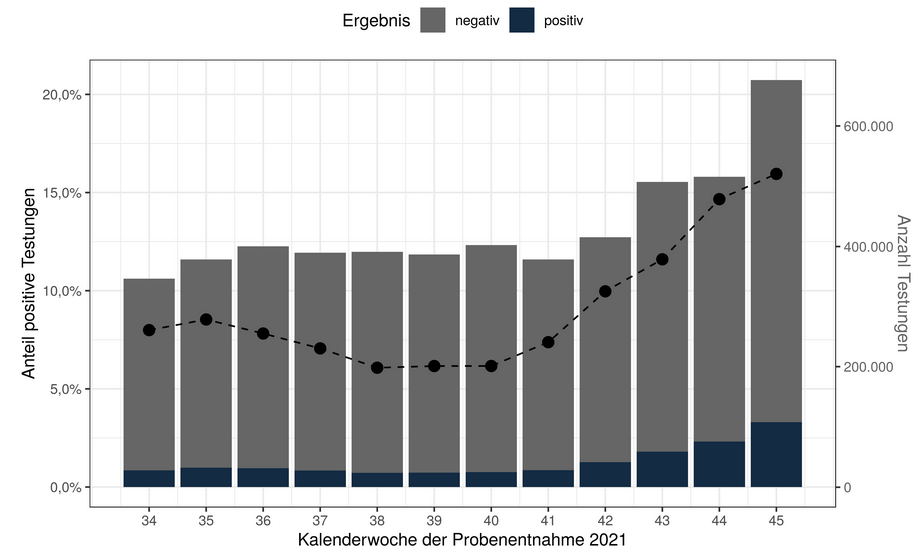 Ergebnis negativ positiv
Anteil positive Testungen
20,0%
15,0%
10,0%
5,0%
0,0%
600.000
400.000
200.000
0
Anzahl Testungen
34 35 36 37 38 39 40 41 42 43 44 45
Kalenderwoche der Probenentnahme 2021